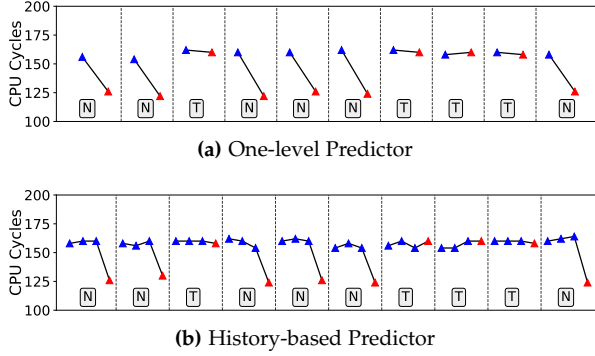 200
175
150
125
100
CPU Cycles
N N T N N N T T T N
(a) One-level Predictor
200
175
150
125
100
CPU Cycles
N N T N N N T T T N
(b) History-based Predictor